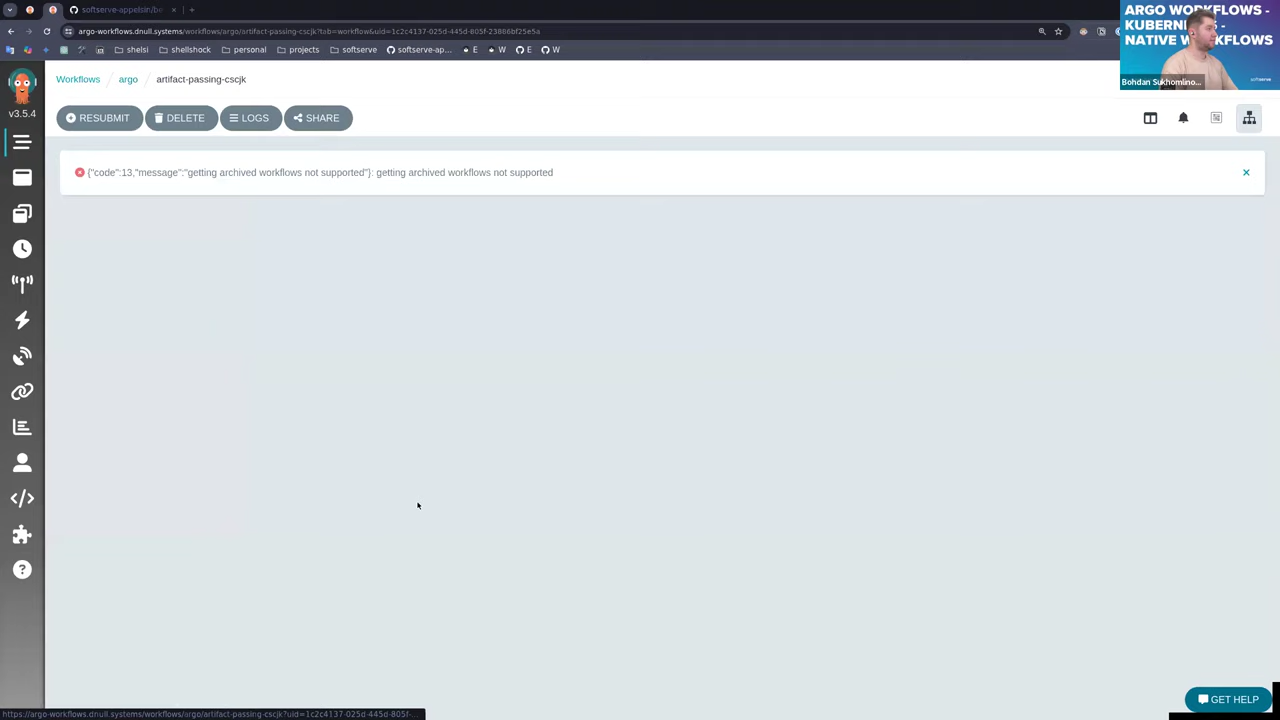 softserve-appelsin/be
argo-workflows.dnull.systems/workflows/argo/artifact-passing-cscjk?tab=workflow&uid=1c2c4137-025d-445d-805f-23886bf25e5a
shelsi
shellshock
personal
projects
softserve
softserve-ap...
E
W
E
W
ARGO WORKFLOWS -
KUBERN
NATIVE W KFLOWS
softserve
Bohdan Sukhomlino...
v3.5.4
Workflows / argo / artifact-passing-cscjk
RESUBMIT
DELETE
LOGS
SHARE
{"code":13,"message":"getting archived workflows not supported"}: getting archived workflows not supported
GET HELP
https://argo-workflows.dnull.systems/workflows/argo/artifact-passing-cscjk?uid=1c2c4137-025d-445d-805f-...